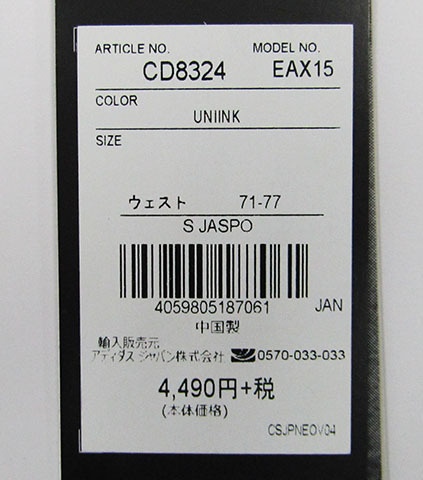 ARTICLE NO. MODEL NO.
CD8324 EAX15
COLOR
UNIINK
SIZE
ウェスト 71-77
S JASPO
4059805187061 JAN
中国製
輸入販売元
アディダス ジャパン株式会社 0570-033-033
4,490円+税
(本体価格)
CSJPNEOV04